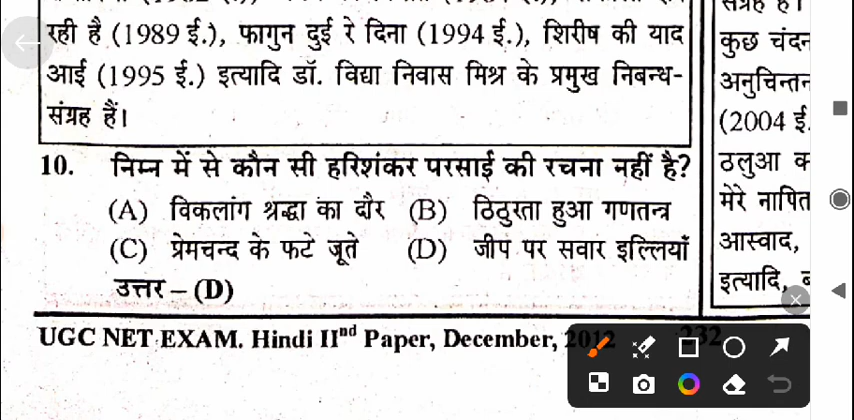 रही है (1989 ई.), फागुन दुई रे दिना (1994 ई.), शिरीष की याद
आई (1995 ई.) इत्यादि डॉ. विद्या निवास मिश्र के प्रमुख निबन्ध-
संग्रह हैं।
10. निम्न में से कौन सी हरिशंकर परसाई की रचना नहीं है?
(A) विकलांग श्रद्धा का दौर (B) ठिठुरता हुआ गणतन्त्र
(C) प्रेमचन्द के फटे जूते (D) जीप पर सवार इल्लियाँ
उत्तर – (D)
कुछ चंदन
अनुचिन्तन
(2004 ई.
ठलुआ क
मेरे नापित
आस्वाद,
इत्यादि,
UGC NET EXAM. Hindi IInd Paper, December, 2012 232